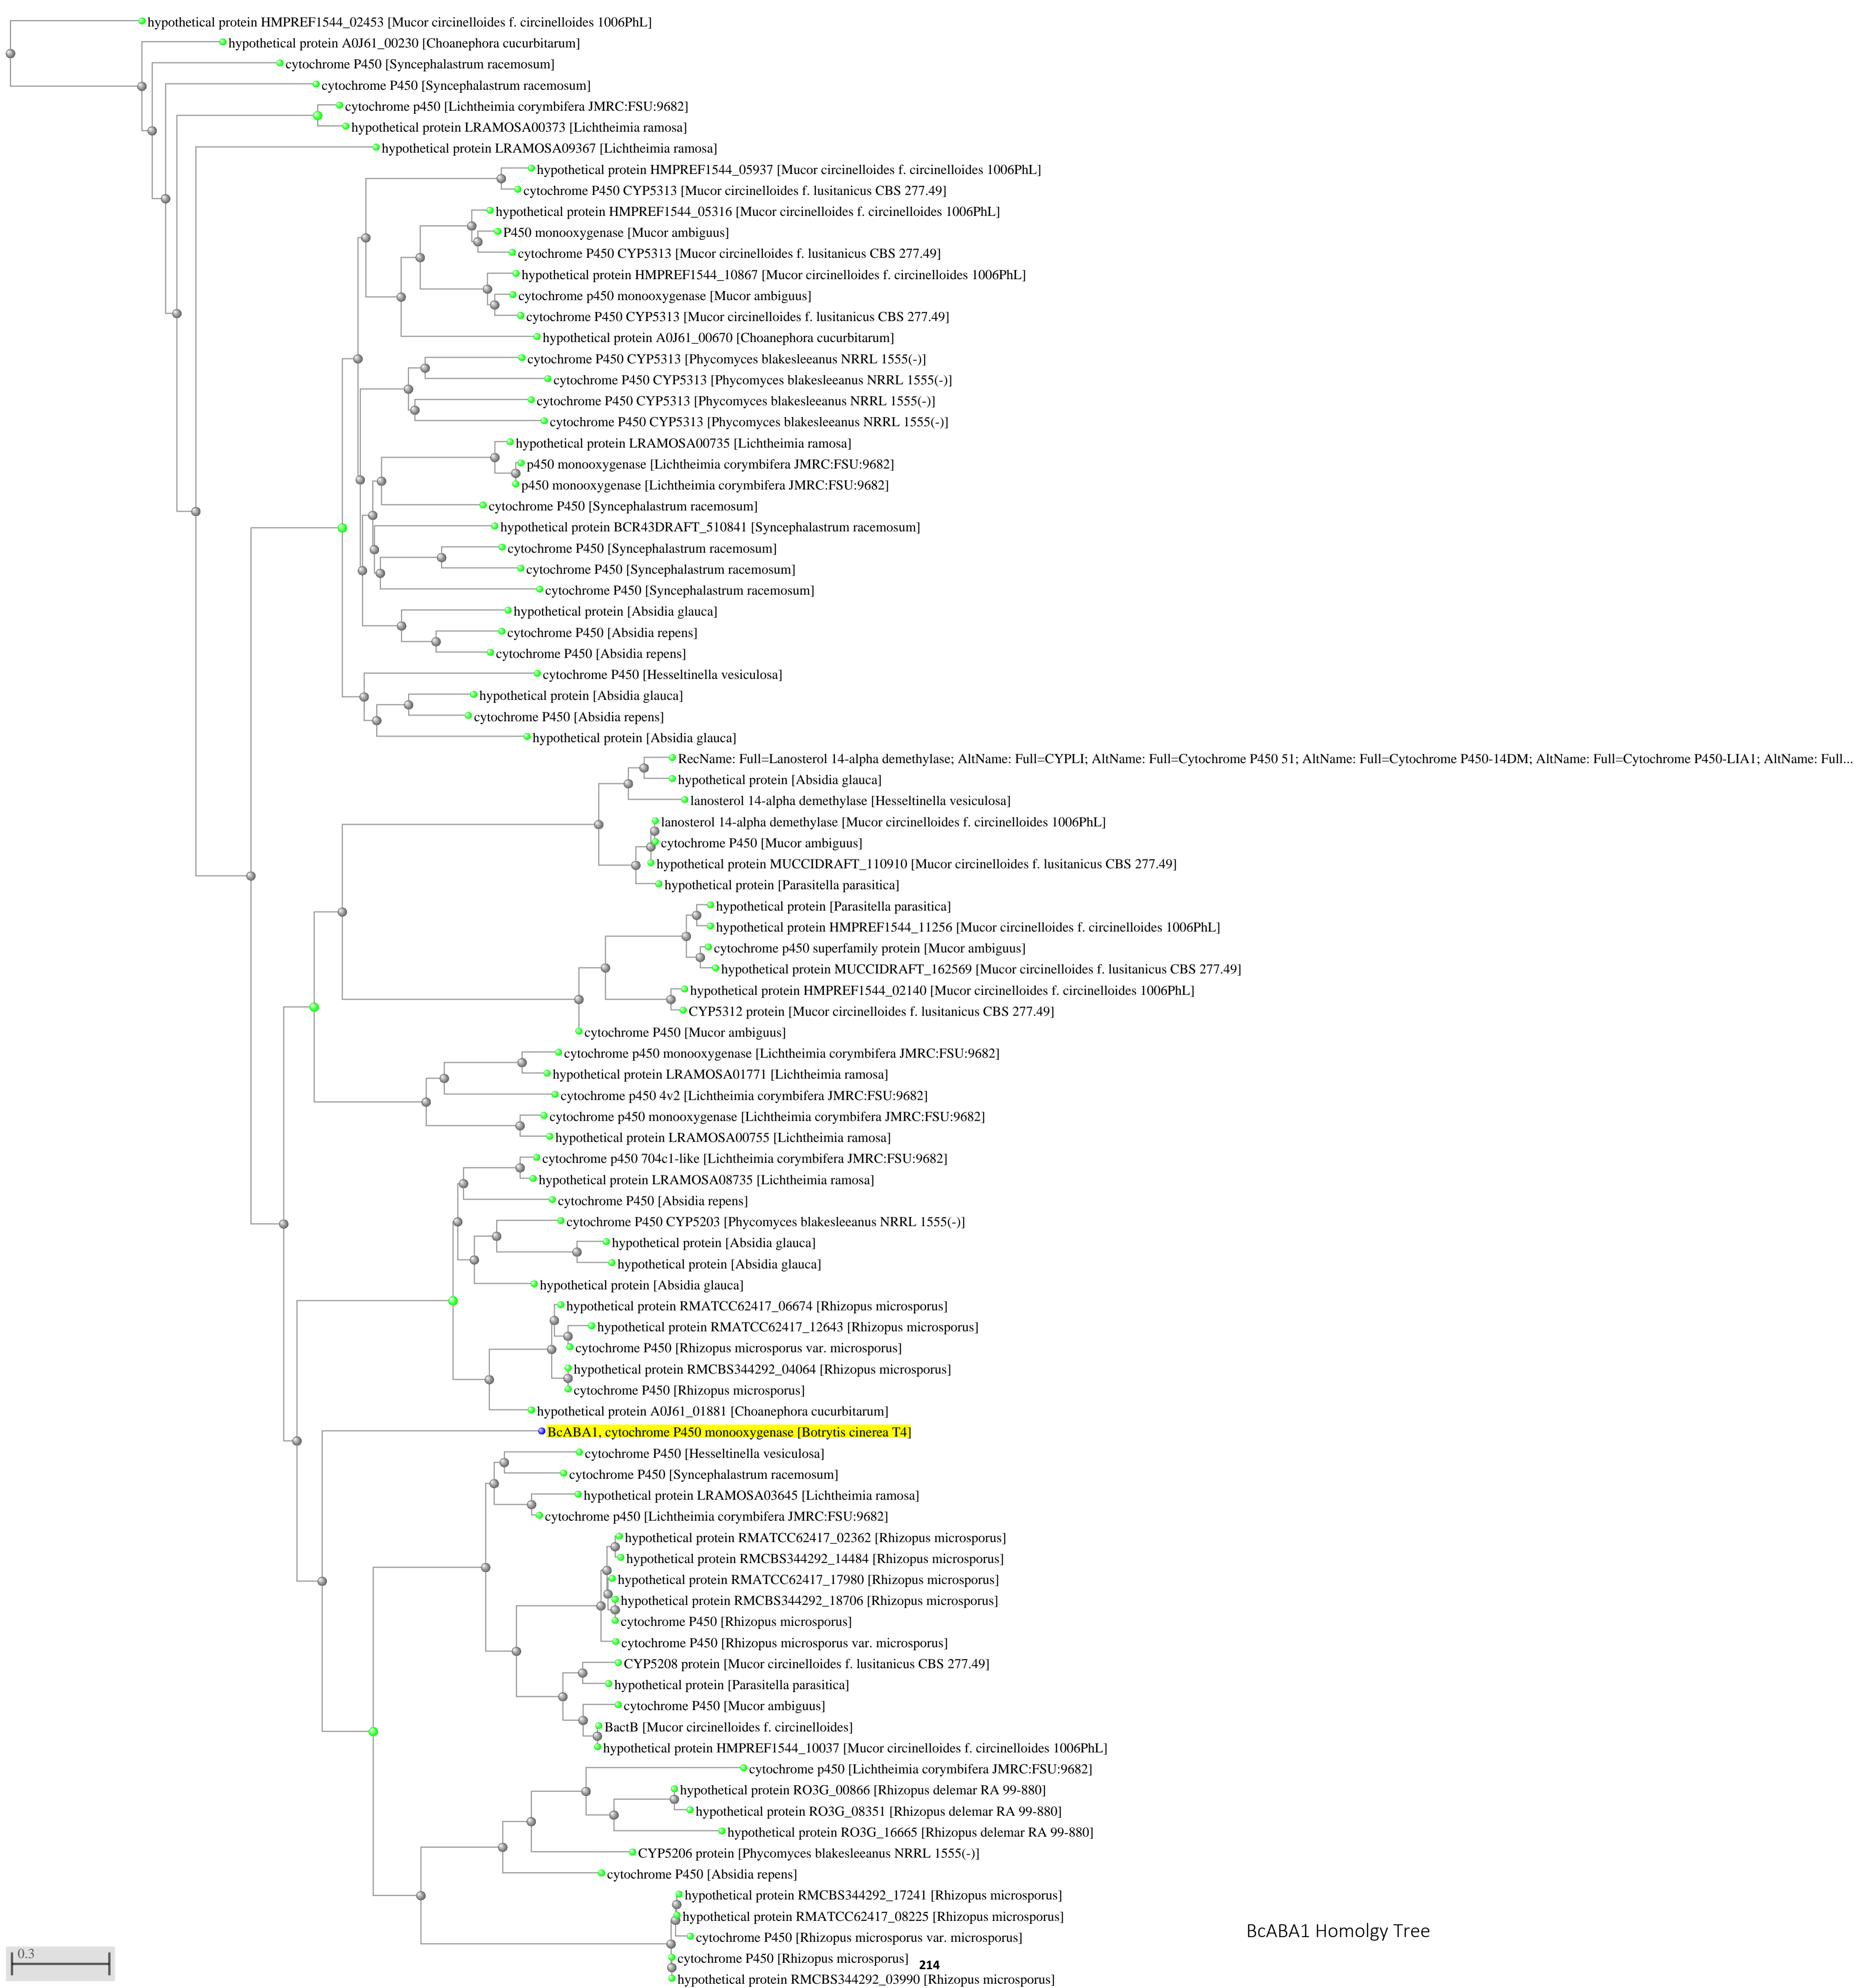 hypothetical protein HMPREF1544_02453 [Mucor circinelloides f. circinelloides 1006PhL]
hypothetical protein A0J61_00230 [Choanephora cucurbitarum]
cytochrome P450 [Syncephalastrum racemosum]
cytochrome P450 [Syncephalastrum racemosum]
cytochrome p450 [Lichtheimia corymbifera JMRC:FSU:9682]
hypothetical protein LRAMOSA00373 [Lichtheimia ramosa]
hypothetical protein LRAMOSA09367 [Lichtheimia ramosa]
hypothetical protein HMPREF1544_05937 [Mucor circinelloides f. circinelloides 1006PhL]
cytochrome P450 CYP5313 [Mucor circinelloides f. lusitanicus CBS 277.49]
hypothetical protein HMPREF1544_05316 [Mucor circinelloides f. circinelloides 1006PhL]
P450 monooxygenase [Mucor ambiguus]
cytochrome P450 CYP5313 [Mucor circinelloides f. lusitanicus CBS 277.49]
hypothetical protein HMPREF1544_10867 [Mucor circinelloides f. circinelloides 1006PhL]
cytochrome p450 monooxygenase [Mucor ambiguus]
cytochrome P450 CYP5313 [Mucor circinelloides f. lusitanicus CBS 277.49]
hypothetical protein A0J61_00670 [Choanephora cucurbitarum]
cytochrome P450 CYP5313 [Phycomyces blakesleeanus NRRL 1555(-)]
cytochrome P450 CYP5313 [Phycomyces blakesleeanus NRRL 1555(-)]
cytochrome P450 CYP5313 [Phycomyces blakesleeanus NRRL 1555(-)]
cytochrome P450 CYP5313 [Phycomyces blakesleeanus NRRL 1555(-)]
hypothetical protein LRAMOSA00735 [Lichtheimia ramosa]
p450 monooxygenase [Lichtheimia corymbifera JMRC:FSU:9682]
p450 monooxygenase [Lichtheimia corymbifera JMRC:FSU:9682]
cytochrome P450 [Syncephalastrum racemosum]
hypothetical protein BCR43DRAFT_510841 [Syncephalastrum racemosum]
cytochrome P450 [Syncephalastrum racemosum]
cytochrome P450 [Syncephalastrum racemosum]
cytochrome P450 [Syncephalastrum racemosum]
hypothetical protein [Absidia glauca]
cytochrome P450 [Absidia repens]
cytochrome P450 [Absidia repens]
cytochrome P450 [Hesseltinella vesiculosa]
hypothetical protein [Absidia glauca]
cytochrome P450 [Absidia repens]
hypothetical protein [Absidia glauca]
RecName: Full=Lanosterol 14-alpha demethylase; AltName: Full=CYPLI; AltName: Full=Cytochrome P450 51; AltName: Full=Cytochrome P450-14DM; AltName: Full=Cytochrome P450-LIA1; AltName: Full...
hypothetical protein [Absidia glauca]
lanosterol 14-alpha demethylase [Hesseltinella vesiculosa]
lanosterol 14-alpha demethylase [Mucor circinelloides f. circinelloides 1006PhL]
cytochrome P450 [Mucor ambiguus]
hypothetical protein MUCCIDRAFT_110910 [Mucor circinelloides f. lusitanicus CBS 277.49]
hypothetical protein [Parasitella parasitica]
hypothetical protein [Parasitella parasitica]
hypothetical protein HMPREF1544_11256 [Mucor circinelloides f. circinelloides 1006PhL]
cytochrome p450 superfamily protein [Mucor ambiguus]
hypothetical protein MUCCIDRAFT_162569 [Mucor circinelloides f. lusitanicus CBS 277.49]
hypothetical protein HMPREF1544_02140 [Mucor circinelloides f. circinelloides 1006PhL]
CYP5312 protein [Mucor circinelloides f. lusitanicus CBS 277.49]
cytochrome P450 [Mucor ambiguus]
cytochrome p450 monooxygenase [Lichtheimia corymbifera JMRC:FSU:9682]
hypothetical protein LRAMOSA01771 [Lichtheimia ramosa]
cytochrome p450 4v2 [Lichtheimia corymbifera JMRC:FSU:9682]
cytochrome p450 monooxygenase [Lichtheimia corymbifera JMRC:FSU:9682]
hypothetical protein LRAMOSA00755 [Lichtheimia ramosa]
cytochrome p450 704c1-like [Lichtheimia corymbifera JMRC:FSU:9682]
hypothetical protein LRAMOSA08735 [Lichtheimia ramosa]
cytochrome P450 [Absidia repens]
cytochrome P450 CYP5203 [Phycomyces blakesleeanus NRRL 1555(-)]
hypothetical protein [Absidia glauca]
hypothetical protein [Absidia glauca]
hypothetical protein [Absidia glauca]
hypothetical protein RMATCC62417_06674 [Rhizopus microsporus]
hypothetical protein RMATCC62417_12643 [Rhizopus microsporus]
cytochrome P450 [Rhizopus microsporus var. microsporus]
hypothetical protein RMCBS344292_04064 [Rhizopus microsporus]
cytochrome P450 [Rhizopus microsporus]
hypothetical protein A0J61_01881 [Choanephora cucurbitarum]
BcABA1, cytochrome P450 monooxygenase [Botrytis cinerea T4]
cytochrome P450 [Hesseltinella vesiculosa]
cytochrome P450 [Syncephalastrum racemosum]
hypothetical protein LRAMOSA03645 [Lichtheimia ramosa]
cytochrome p450 [Lichtheimia corymbifera JMRC:FSU:9682]
hypothetical protein RMATCC62417_02362 [Rhizopus microsporus]
hypothetical protein RMCBS344292_14484 [Rhizopus microsporus]
hypothetical protein RMATCC62417_17980 [Rhizopus microsporus]
hypothetical protein RMCBS344292_18706 [Rhizopus microsporus]
cytochrome P450 [Rhizopus microsporus]
cytochrome P450 [Rhizopus microsporus var. microsporus]
CYP5208 protein [Mucor circinelloides f. lusitanicus CBS 277.49]
hypothetical protein [Parasitella parasitica]
cytochrome P450 [Mucor ambiguus]
BactB [Mucor circinelloides f. circinelloides]
hypothetical protein HMPREF1544_10037 [Mucor circinelloides f. circinelloides 1006PhL]
cytochrome p450 [Lichtheimia corymbifera JMRC:FSU:9682]
hypothetical protein RO3G_00866 [Rhizopus delemar RA 99-880]
hypothetical protein RO3G_08351 [Rhizopus delemar RA 99-880]
hypothetical protein RO3G_16665 [Rhizopus delemar RA 99-880]
CYP5206 protein [Phycomyces blakesleeanus NRRL 1555(-)]
cytochrome P450 [Absidia repens]
hypothetical protein RMCBS344292_17241 [Rhizopus microsporus]
hypothetical protein RMATCC62417_08225 [Rhizopus microsporus]
BcABA1 Homolgy Tree
cytochrome P450 [Rhizopus microsporus var. microsporus]
0.3
cytochrome P450 [Rhizopus microsporus]
214
hypothetical protein RMCBS344292_03990 [Rhizopus microsporus]